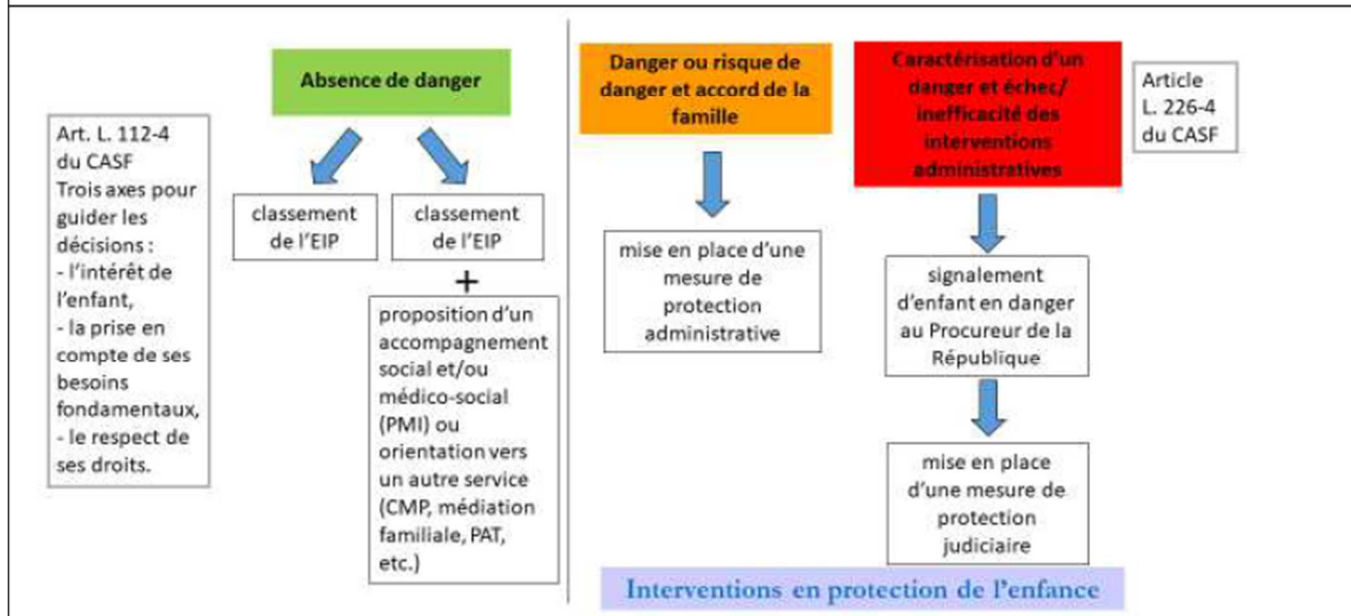 Art. L. 112-4
du CASF
Trois axes pour
guider les
décisions :
- l'intérêt de
l'enfant,
- la prise en
compte de ses
besoins
fondamentaux,
- le respect de
ses droits.
Absence de danger
classement
de l'EIP
classement
de l'EIP
+
proposition d'un
accompagnement
social et/ou
médico-social
(PMI) ou
orientation vers
un autre service
(CMP, médiation
familiale, PAT,
etc.)
Danger ou risque de
danger et accord de la
famille
mise en place d'une
mesure de
protection
administrative
Caractérisation d'un
danger et échec/
inefficacité des
interventions
administratives
signalement
d'enfant en danger
au Procureur de la
République
mise en place
d'une mesure de
protection
judiciaire
Article
L. 226-4
du CASF
Interventions en protection de l'enfance